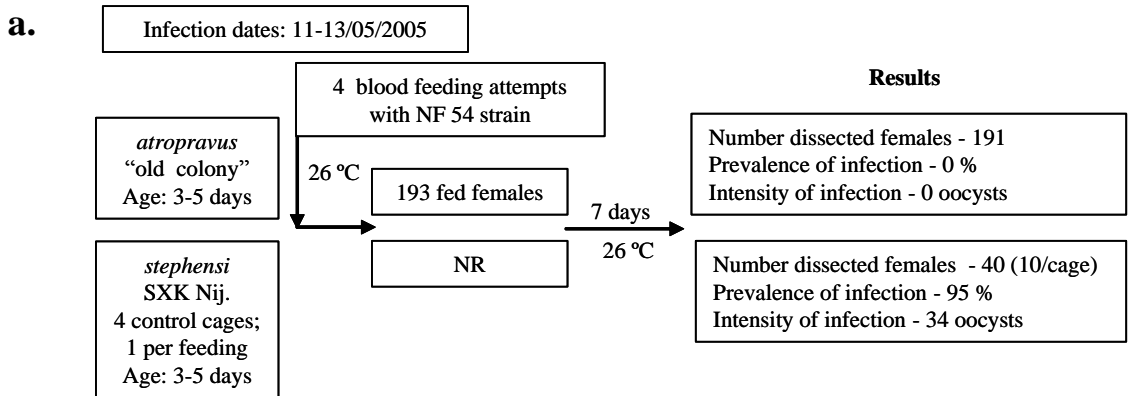 a.
Infection dates: 11-13/05/2005
4 blood feeding attempts
with NF 54 strain
Results
atropravus
“old colony”
Age: 3-5 days
26 ºC
193 fed females
7 days
26 ºC
NR
Number dissected females - 191
Prevalence of infection - 0 %
Intensity of infection - 0 oocysts
stephensi
SXK Nij.
4 control cages;
1 per feeding
Age: 3-5 days
Number dissected females - 40 (10/cage)
Prevalence of infection - 95 %
Intensity of infection - 34 oocysts